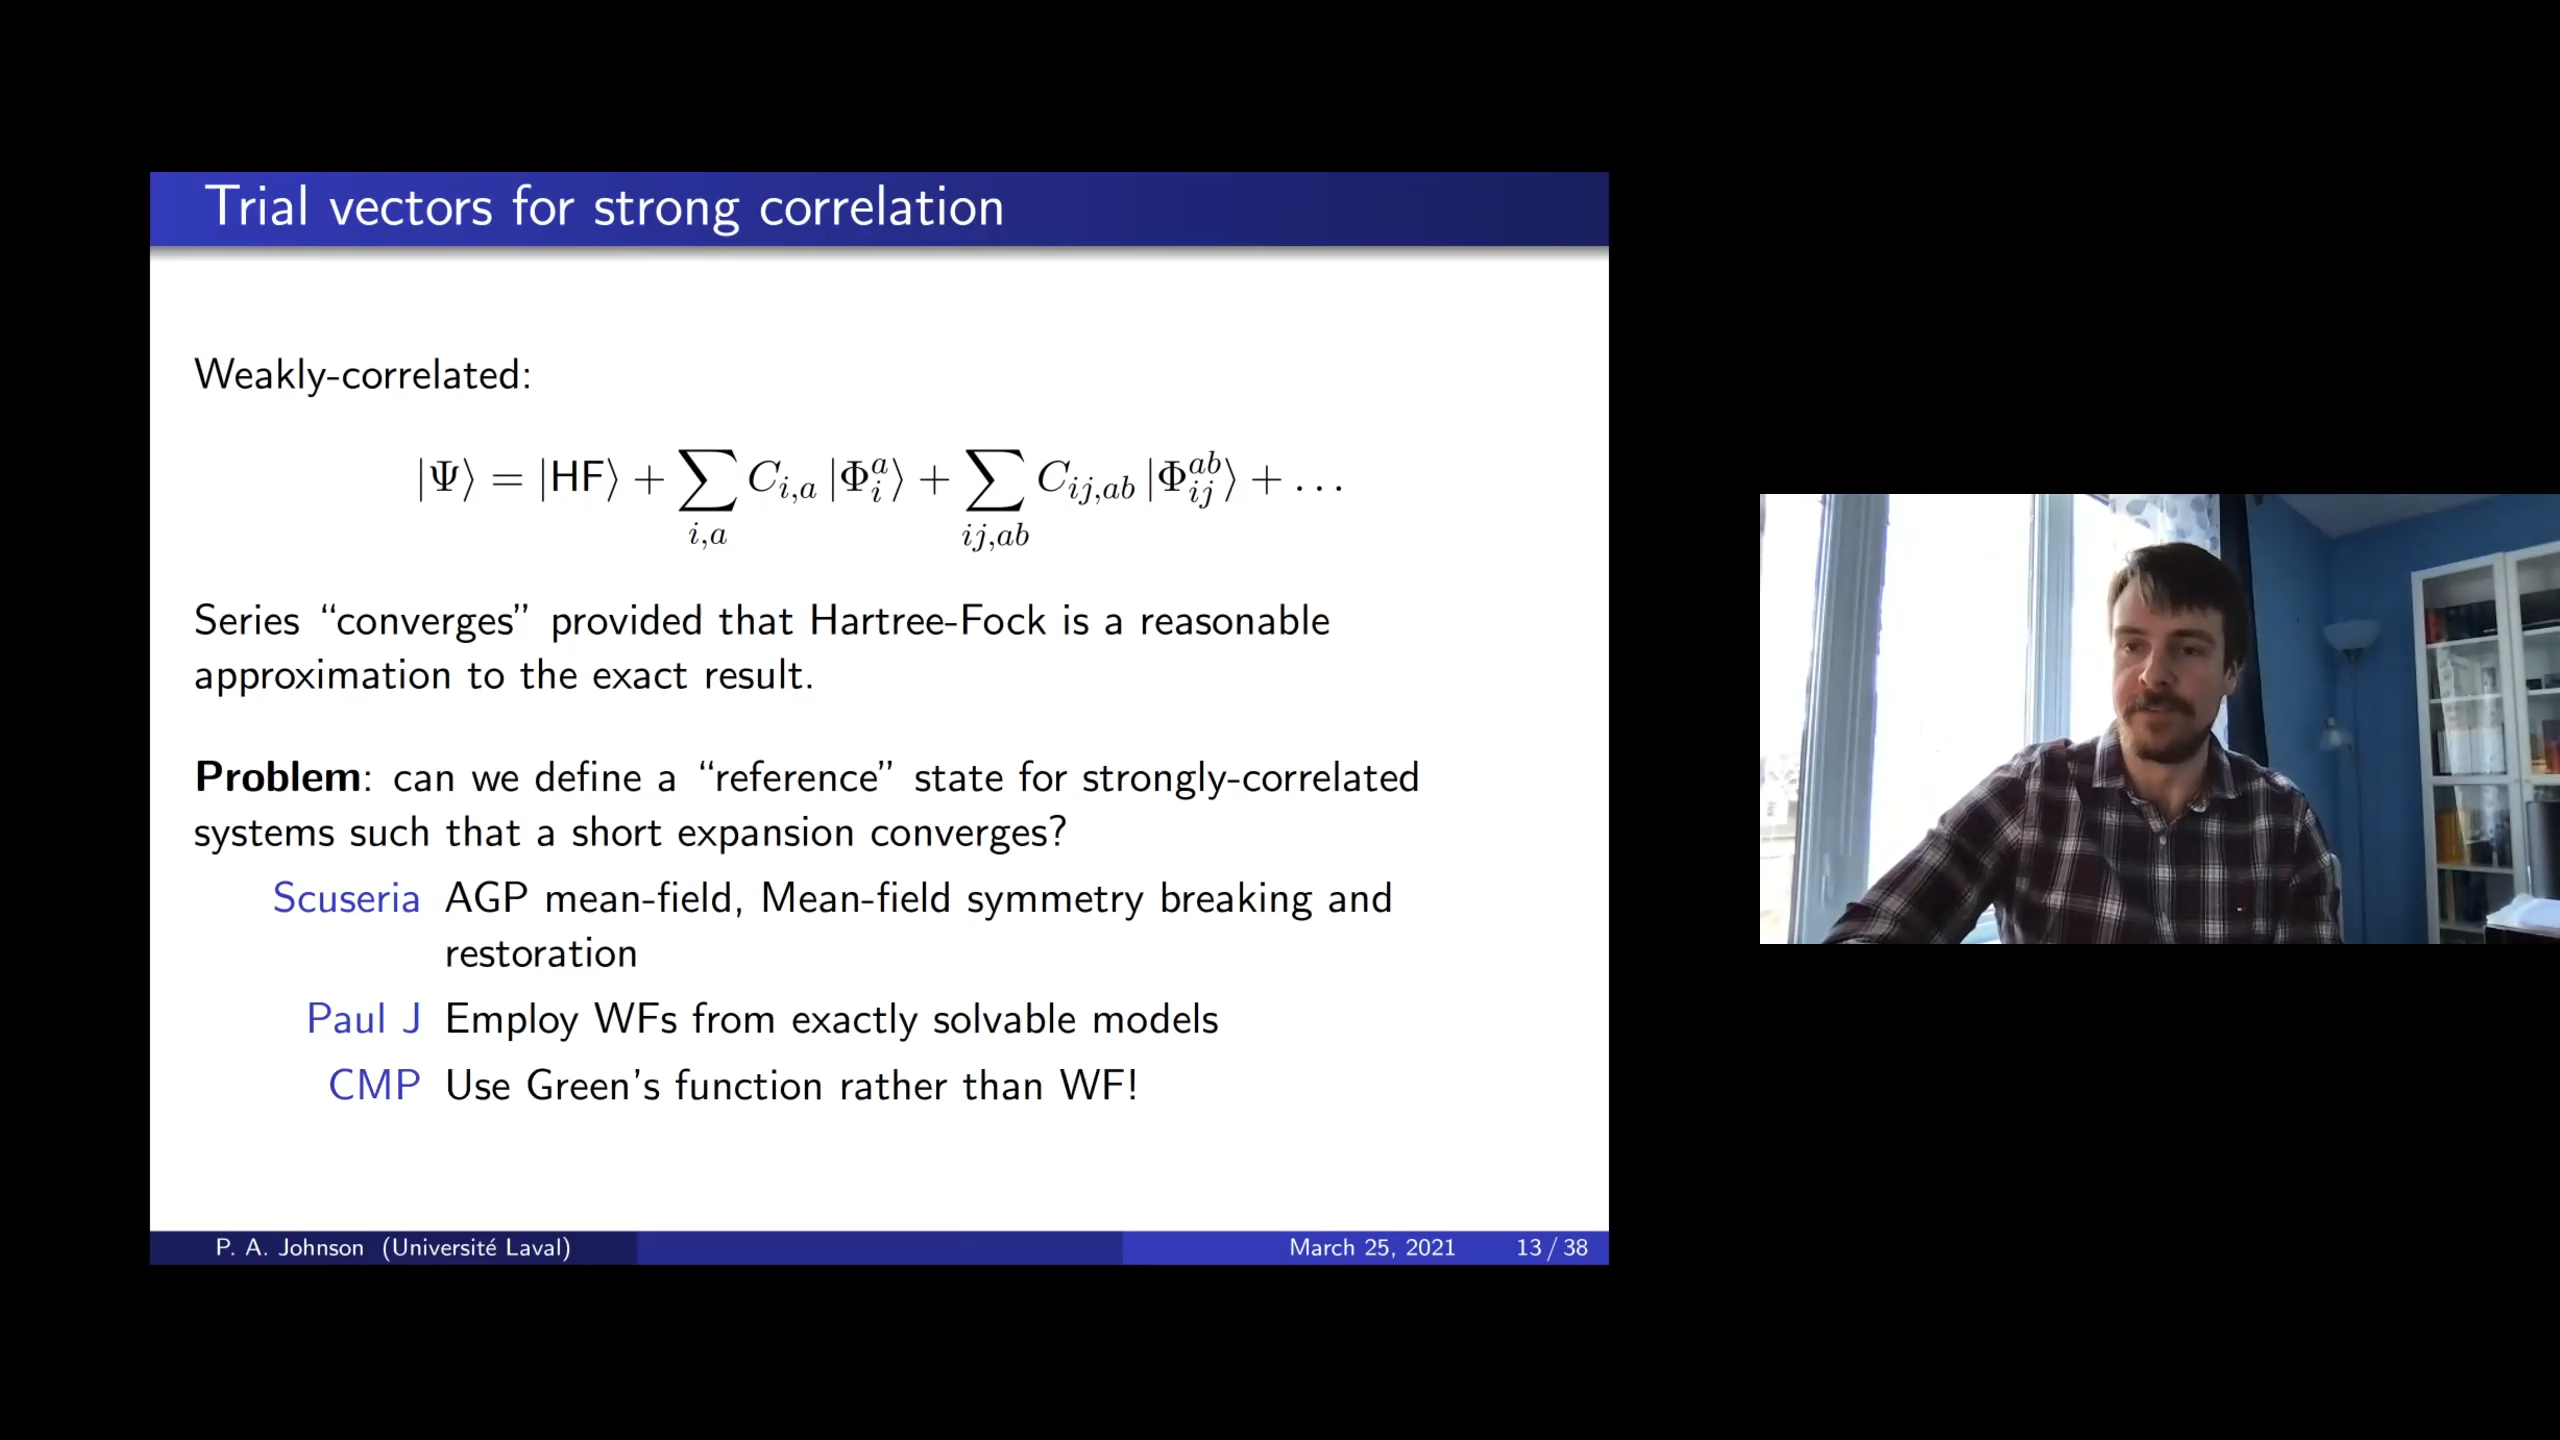 Trial vectors for strong correlation
Weakly-correlated:
|Ψ⟩ = |HF⟩ + ∑_{i,a} C_{i,a} |Φ_i^a⟩ + ∑_{ij,ab} C_{ij,ab} |Φ_{ij}^{ab}⟩ + . . .
Series “converges” provided that Hartree-Fock is a reasonable
approximation to the exact result.
Problem: can we define a “reference” state for strongly-correlated
systems such that a short expansion converges?
Scuseria AGP mean-field, Mean-field symmetry breaking and
restoration
Paul J Employ WFs from exactly solvable models
CMP Use Green’s function rather than WF!
P. A. Johnson (Université Laval) March 25, 2021 13 / 38